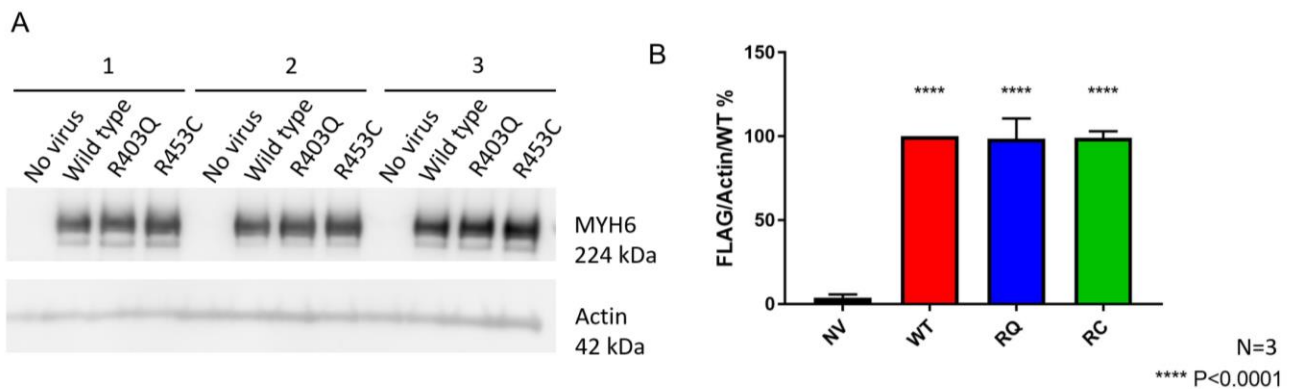 A
1 2 3
No virus Wild type R403Q R453C No virus Wild type R403Q R453C No virus Wild type R403Q R453C
MYH6
224 kDa
Actin
42 kDa
B
FLAG/Actin/WT %
150
100
50
0
**** **** ****
NV WT RQ RC
N=3
**** P<0.0001